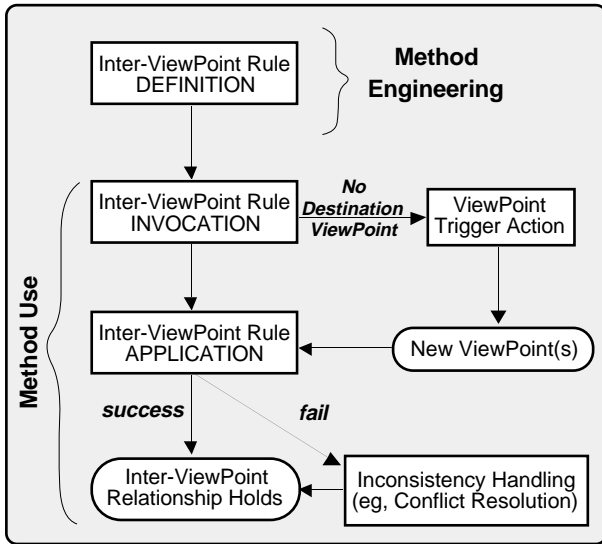 Inter-ViewPoint Rule
DEFINITION
Method
Engineering
Method Use
Inter-ViewPoint Rule
INVOCATION
No
Destination
ViewPoint
ViewPoint
Trigger Action
Inter-ViewPoint Rule
APPLICATION
New ViewPoint(s)
success
fail
Inter-ViewPoint
Relationship Holds
Inconsistency Handling
(eg, Conflict Resolution)